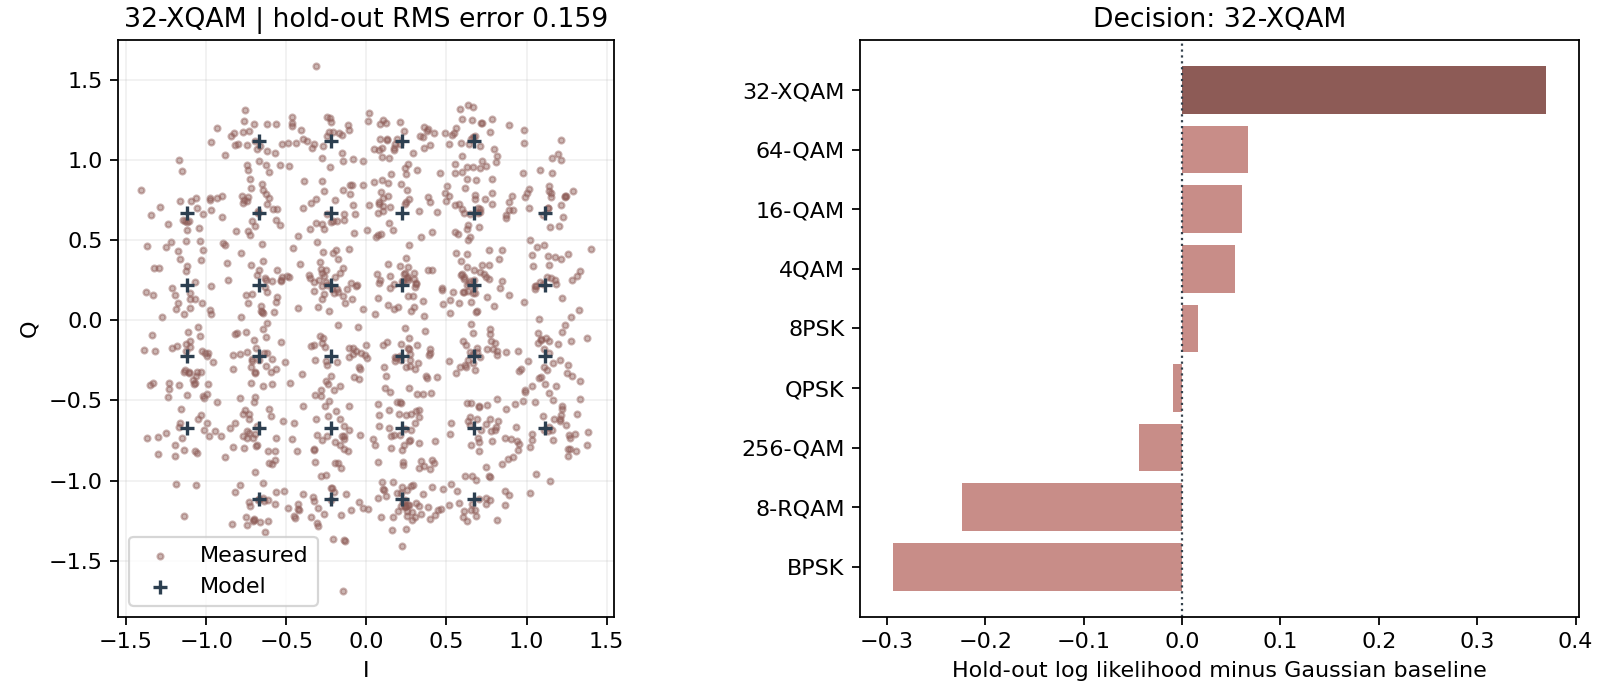 32-XQAM | hold-out RMS error 0.159
1.5
1.0
0.5
0.0
−0.5
−1.0
−1.5
Q
Measured
Model
−1.5
−1.0
−0.5
0.0
0.5
1.0
1.5
I
Decision: 32-XQAM
32-XQAM
64-QAM
16-QAM
4QAM
8PSK
QPSK
256-QAM
8-RQAM
BPSK
−0.3
−0.2
−0.1
0.0
0.1
0.2
0.3
0.4
Hold-out log likelihood minus Gaussian baseline